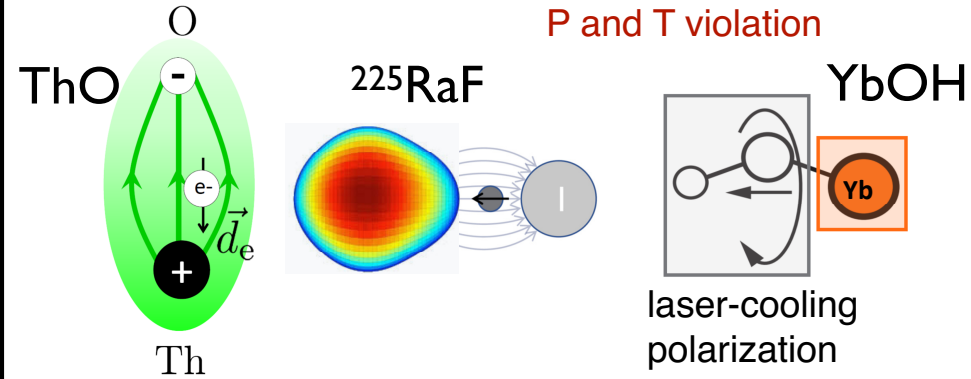 P and T violation
O
ThO
-
e-
d⃗e
+
Th
²²⁵RaF
I
YbOH
Yb
laser-cooling
polarization